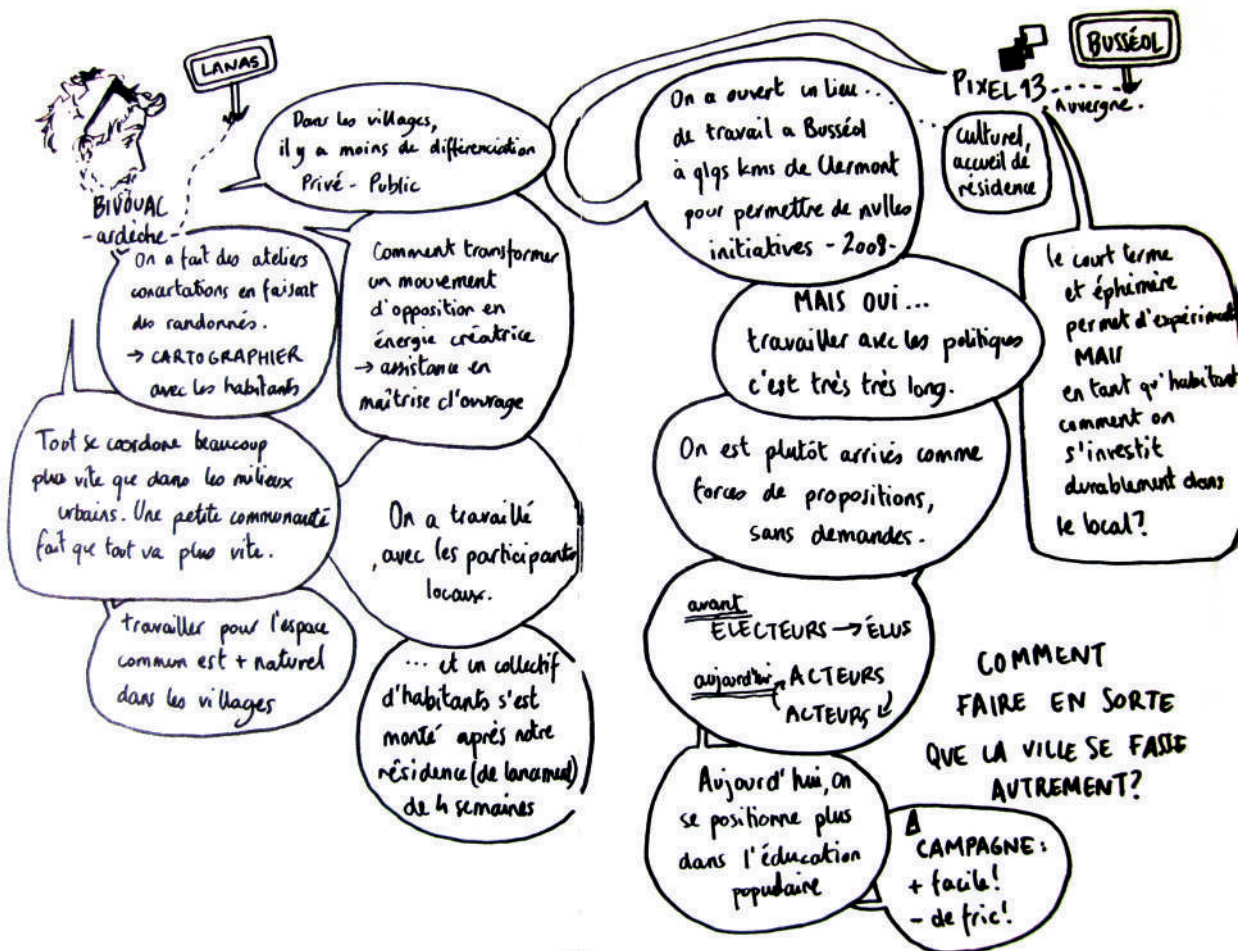 LANAS
BIVOUAC
-ardèche-
Dans les villages,
il y a moins de différenciation
Privé - Public
On a fait des ateliers
concertations en faisant
des randonnés.
→ CARTOGRAPHIER
avec les habitants
Comment transformer
un mouvement
d'opposition en
énergie créatrice
→ assistance en
maîtrise d'ouvrage
Tout se coordone beaucoup
plus vite que dans les milieux
urbains. Une petite communauté
fait que tout va plus vite.
On a travaillé
avec les participants
locaux.
travailler pour l'espace
commun est + naturel
dans les villages
... et un collectif
d'habitants s'est
monté après notre
résidence (de lancement)
de 4 semaines
BUSSÉOL
PIXEL 13
Auvergne.
On a ouvert un lieu...
de travail a Busséol
à qlqs kms de Clermont
pour permettre de nvlles
initiatives - 2008-
culturel,
accueil de
résidence
MAIS OUI...
travailler avec les politiques
c'est très très long.
le court terme
et éphémère
permet d'expériment
MAIS
en tant qu'habitant
comment on
s'investit
durablement dans
le local?
On est plutôt arrivés comme
forces de propositions,
sans demandes.
avant
ELECTEURS → ÉLUS
aujourd'hui ACTEURS
ACTEURS
Aujourd'hui, on
se positionne plus
dans l'éducation
populaire
COMMENT
FAIRE EN SORTE
QUE LA VILLE SE FASSE
AUTREMENT?
CAMPAGNE:
+ facile!
- de fric!